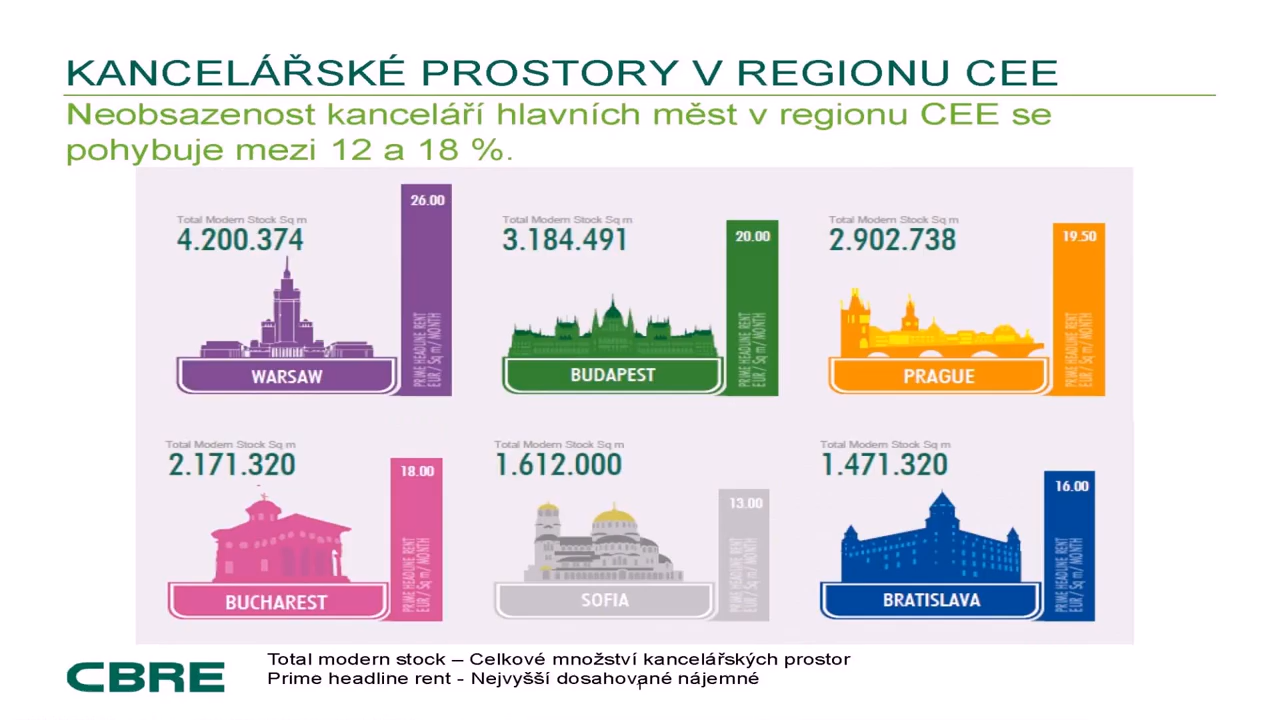 KANCELÁŘSKÉ PROSTORY V REGIONU CEE
Neobsazenost kanceláří hlavních měst v regionu CEE se
pohybuje mezi 12 a 18 %.
Total Modern Stock Sq m
4.200.374
26.00
PRIME HEADLINE RENT
EUR / Sq m/ MONTH
WARSAW
Total Modern Stock Sq m
3.184.491
20.00
PRIME HEADLINE RENT
EUR / Sq m/ MONTH
BUDAPEST
Total Modern Stock Sq m
2.902.738
19.50
PRIME HEADLINE RENT
EUR / Sq m/ MONTH
PRAGUE
Total Modern Stock Sq m
2.171.320
18.00
PRIME HEADLINE RENT
EUR / Sq m/ MONTH
BUCHAREST
Total Modern Stock Sq m
1.612.000
13.00
PRIME HEADLINE RENT
EUR / Sq m/ MONTH
SOFIA
Total Modern Stock Sq m
1.471.320
16.00
PRIME HEADLINE RENT
EUR / Sq m/ MONTH
BRATISLAVA
CBRE
Total modern stock – Celkové množství kancelářských prostor
Prime headline rent - Nejvyšší dosahované nájemné